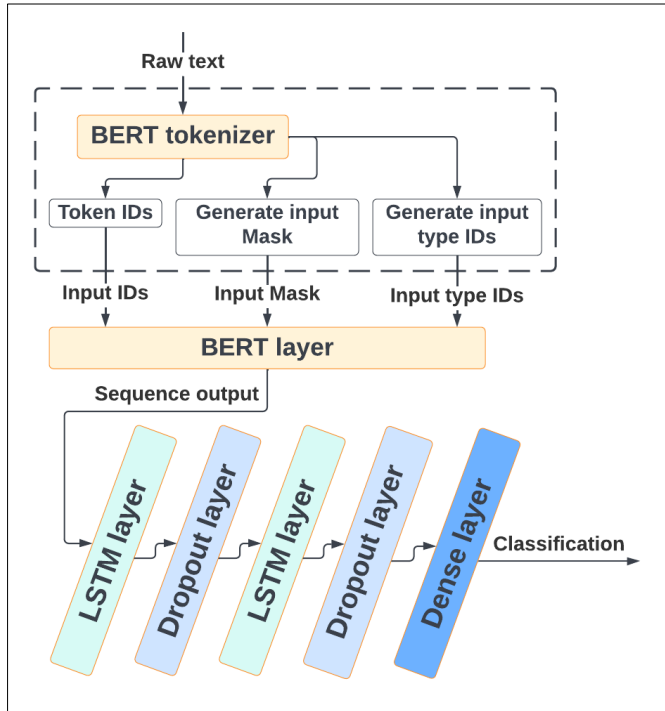 Raw text
BERT tokenizer
Token IDs
Generate input
Mask
Generate input
type IDs
Input IDs
Input Mask
Input type IDs
BERT layer
Sequence output
LSTM layer
Dropout layer
LSTM layer
Dropout layer
Dense layer
Classification